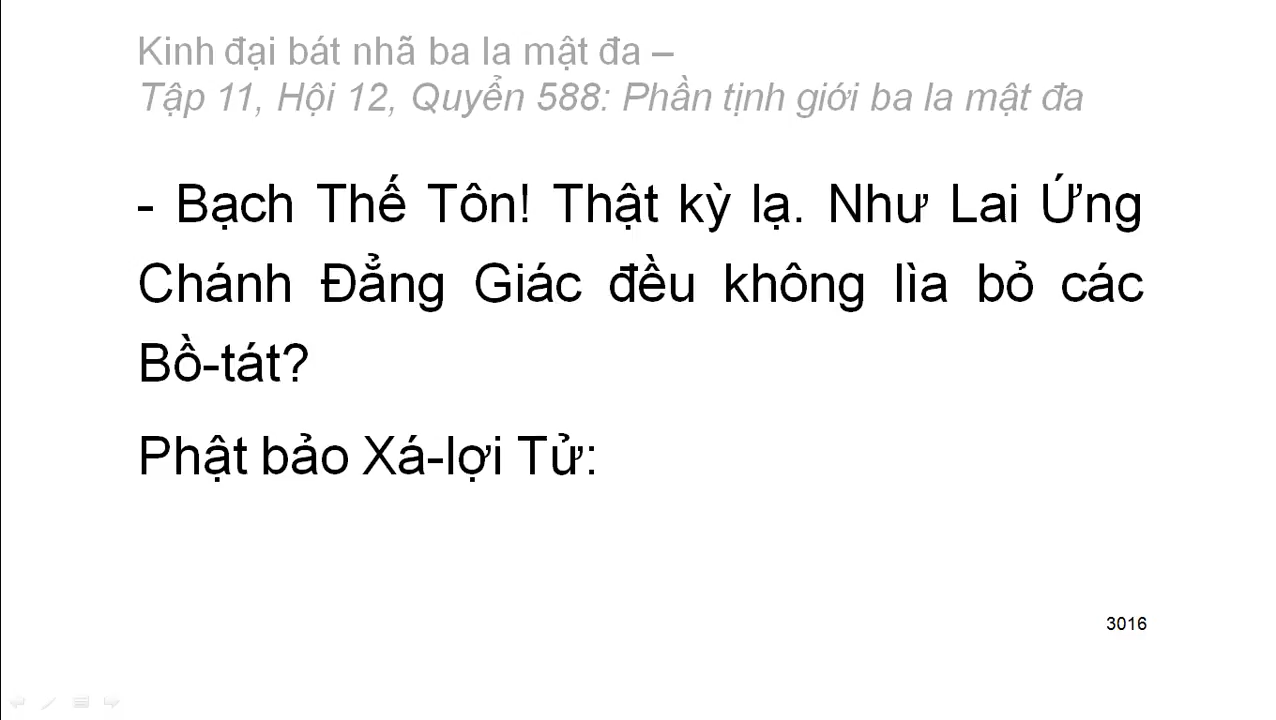 Kinh đại bát nhã ba la mật đa –
Tập 11, Hội 12, Quyển 588: Phần tịnh giới ba la mật đa
- Bạch Thế Tôn! Thật kỳ lạ. Như Lai Ứng
Chánh Đẳng Giác đều không lìa bỏ các
Bồ-tát?
Phật bảo Xá-lợi Tử:
3016